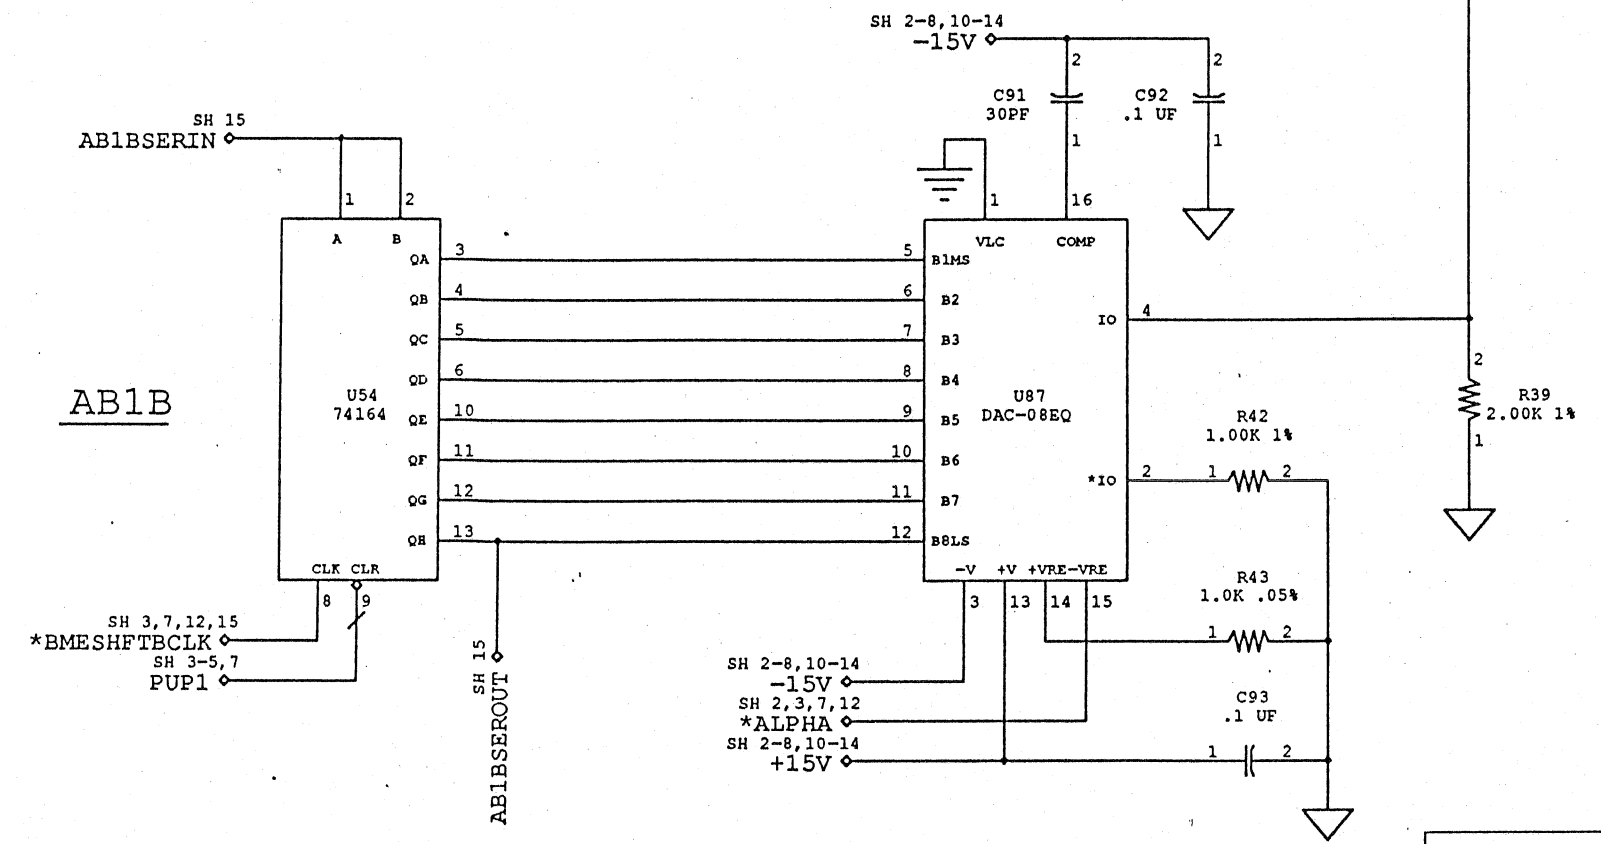 SH 2-8,10-14
-15V
2
2
C91
30PF
C92
.1 UF
1
1
SH 15
AB1BSERIN
1
2
1
16
A
B
VLC
COMP
QA
3
5
B1MS
QB
4
6
B2
QC
5
7
B3
QD
6
8
B4
QE
10
9
B5
QF
11
10
B6
QG
12
11
B7
QH
13
12
B8LS
U54
74164
U87
DAC-08EQ
IO
4
*IO
2
AB1B
2
R39
2.00K 1%
1
R42
1.00K 1%
1
2
CLK
CLR
8
9
-V
+V
+VRE
-VRE
3
13
14
15
R43
1.0K .05%
1
2
SH 3,7,12,15
*BMESHFTBCLK
SH 3-5,7
PUP1
SH 15
AB1BSEROUT
SH 2-8,10-14
-15V
SH 2,3,7,12
*ALPHA
SH 2-8,10-14
+15V
C93
.1 UF
1
2